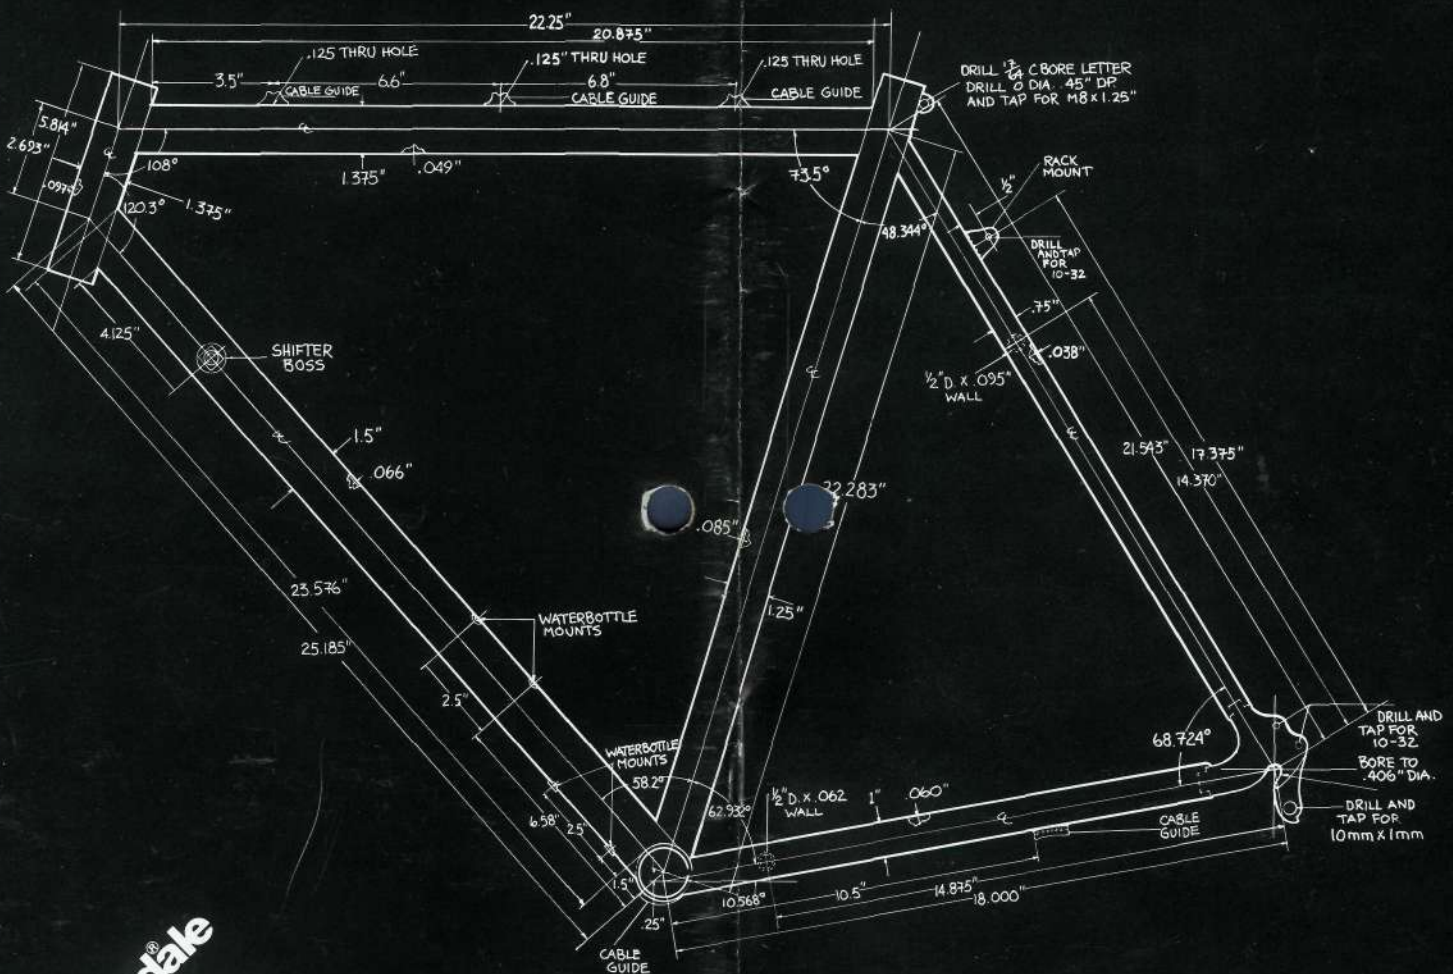 22.25"
20.875"
.125 THRU HOLE
.125" THRU HOLE
.125 THRU HOLE
3.5"
6.6"
6.8"
CABLE GUIDE
CABLE GUIDE
CABLE GUIDE
DRILL 17/64 CBORE LETTER
DRILL O DIA. .45" DP.
AND TAP FOR M8 x 1.25"
5.814"
2.693"
.097"
℄
108°
120.3°
1.375"
℄
1.375"
.049"
73.5°
48.344°
RACK
MOUNT
1/2"
DRILL
AND TAP
FOR
10-32
.75"
.038"
1/2" D. x .095"
WALL
4.125"
SHIFTER
BOSS
℄
℄
℄
1.5"
.066"
21.543"
17.375"
14.370"
22.283"
.085"
1.25"
23.576"
25.185"
WATERBOTTLE
MOUNTS
2.5"
WATERBOTTLE
MOUNTS
58.2°
62.932°
6.58"
2.5"
1.5"
.25"
CABLE
GUIDE
10.568°
1/2" D. x .062
WALL
1"
.060"
℄
CABLE
GUIDE
10.5"
14.875"
18.000"
68.724°
DRILL AND
TAP FOR
10-32
BORE TO
.406" DIA.
DRILL AND
TAP FOR
10mm x 1mm
dale®